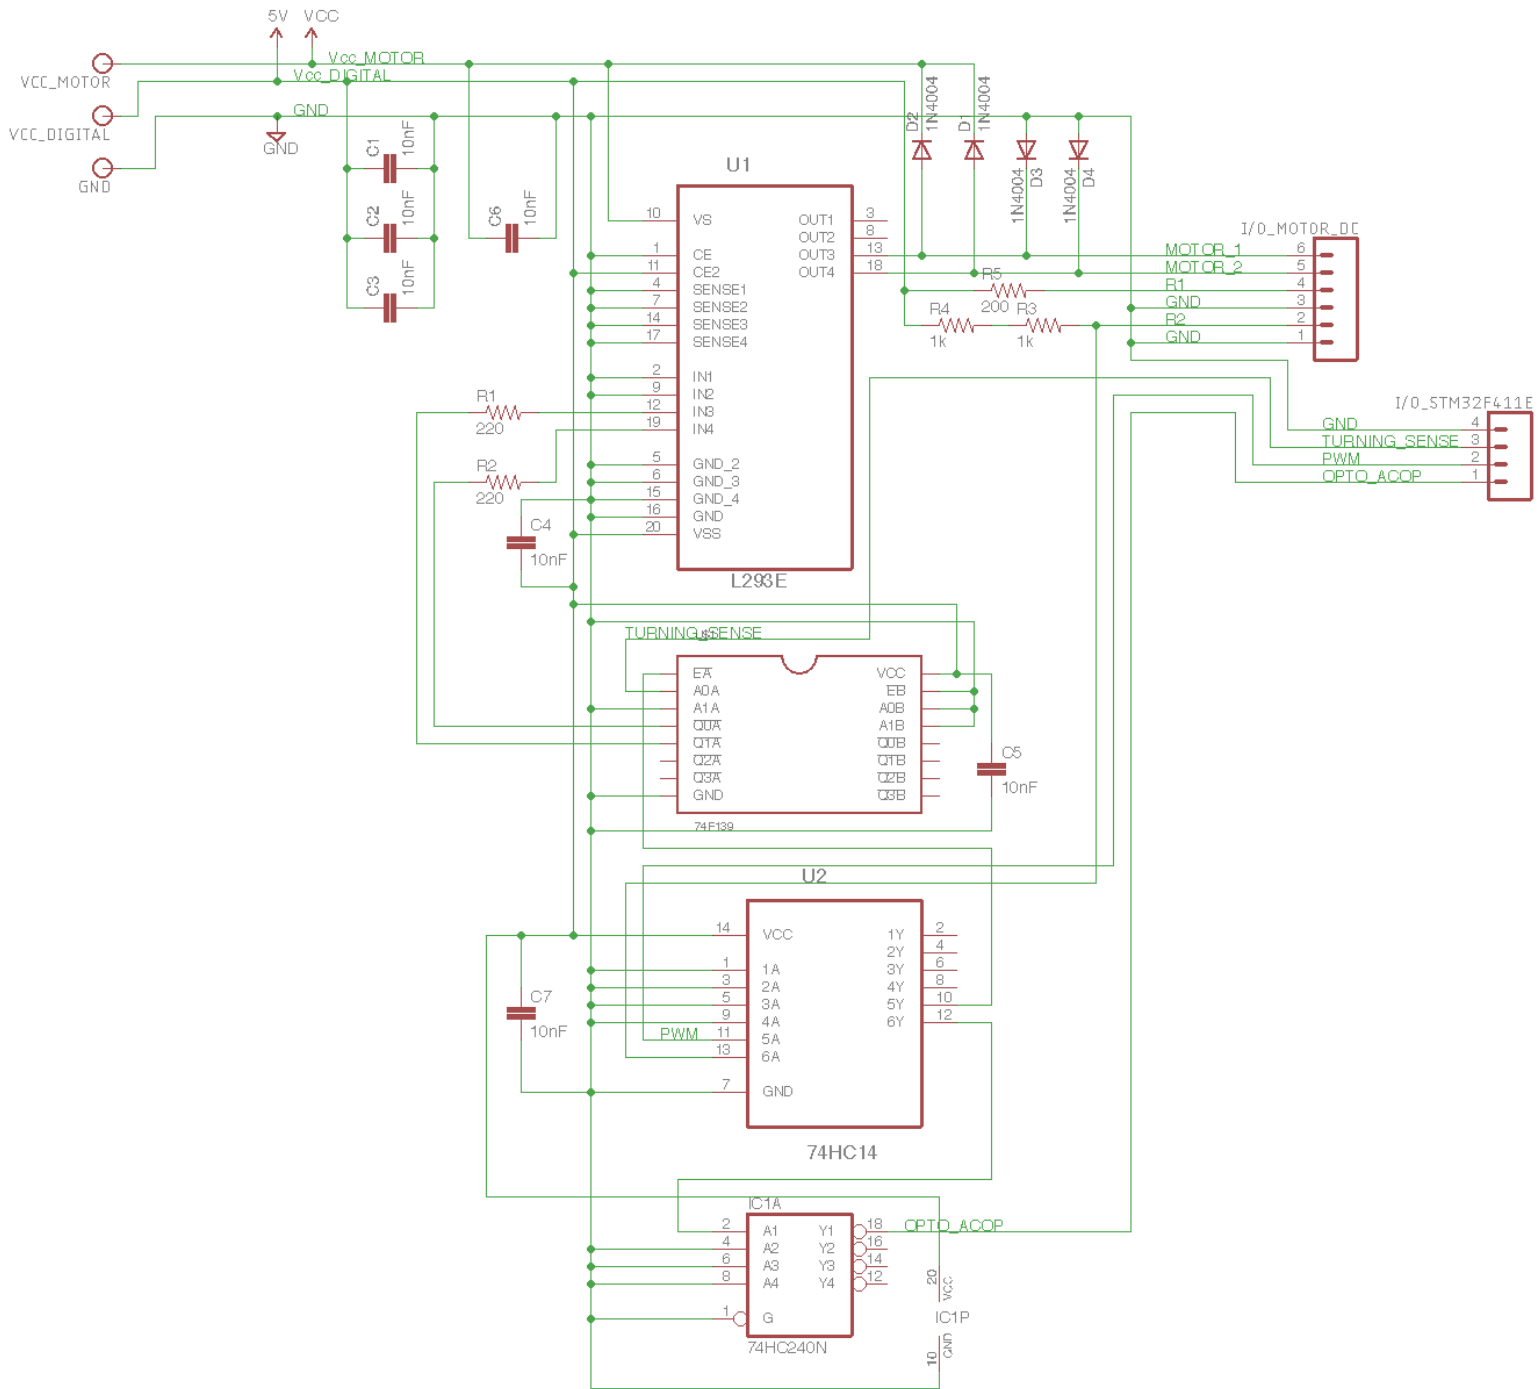 5V VCC
VCC_MOTOR
Vcc_MOTOR
Vcc_DIGITAL
VCC_DIGITAL
GND
GND
GND
C1 10nF
C2 10nF
C3 10nF
C6 10nF
D2 1N4004
D1 1N4004
1N4004 D3
1N4004 D4
U1
10 VS OUT1 3
OUT2 8
1 CE OUT3 13
11 CE2 OUT4 18
4 SENSE1
7 SENSE2
14 SENSE3
17 SENSE4
2 IN1
9 IN2
12 IN3
19 IN4
5 GND_2
6 GND_3
15 GND_4
16 GND
20 VSS
L293E
I/O_MOTOR_DC
MOTOR_1 6
MOTOR_2 5
R1 4
GND 3
R2 2
GND 1
R5
200
R4
1k
R3
1k
I/O_STM32F411E
GND 4
TURNING_SENSE 3
PWM 2
OPTO_ACOP 1
R1
220
R2
220
C4
10nF
TURNING_SENSE
EA VCC
A0A EB
A1A A0B
Q0A A1B
Q1A Q0B
Q2A Q1B
Q3A Q2B
GND Q3B
74F139
C5
10nF
U2
14 VCC 1Y 2
2Y 4
1 1A 3Y 6
3 2A 4Y 8
5 3A 5Y 10
9 4A 6Y 12
PWM 11 5A
13 6A
7 GND
74HC14
C7
10nF
IC1A
2 A1 Y1 18 OPTO_ACOP
4 A2 Y2 16
6 A3 Y3 14
8 A4 Y4 12
1 G
74HC240N
20 VCC
IC1P
10 GND